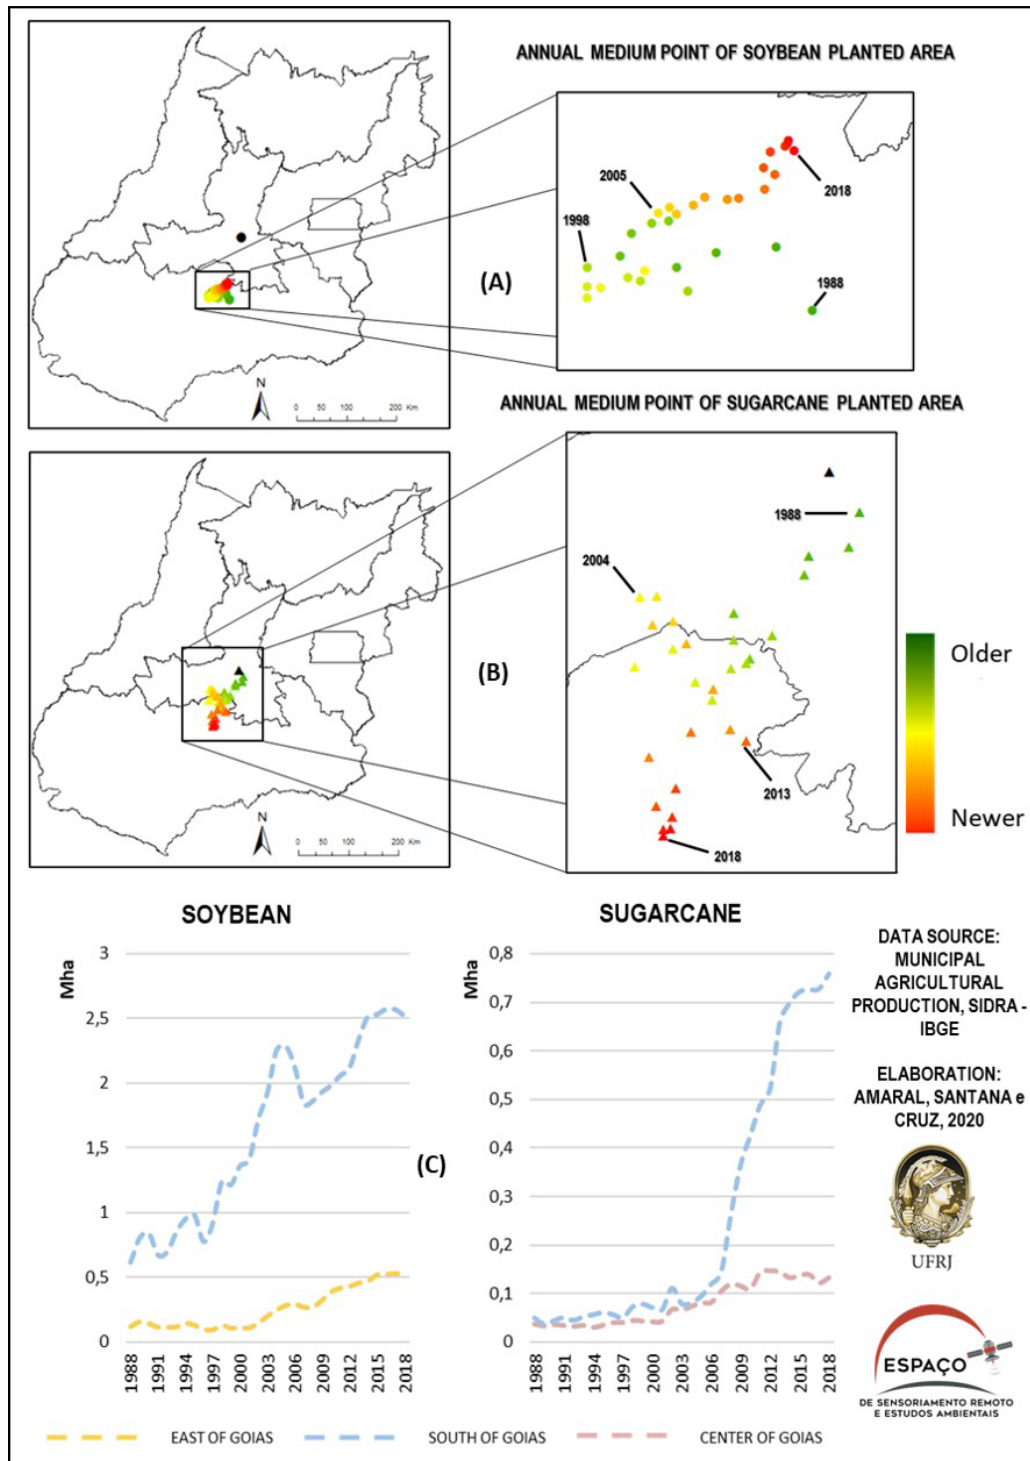 ANNUAL MEDIUM POINT OF SOYBEAN PLANTED AREA
2005
2018
1998
(A)
1988
N
0 50 100 200 Km
ANNUAL MEDIUM POINT OF SUGARCANE PLANTED AREA
1988
2004
Older
(B)
2013
Newer
N
0 50 100 200 Km
2018
SOYBEAN
Mha
3
2,5
2
1,5
1
0,5
0
1988
1991
1994
1997
2000
2003
2006
2009
2012
2015
2018
(C)
SUGARCANE
Mha
0,8
0,7
0,6
0,5
0,4
0,3
0,2
0,1
0
1988
1991
1994
1997
2000
2003
2006
2009
2012
2015
2018
DATA SOURCE:
MUNICIPAL
AGRICULTURAL
PRODUCTION, SIDRA -
IBGE
ELABORATION:
AMARAL, SANTANA e
CRUZ, 2020
UFRJ
ESPAÇO
DE SENSORIAMENTO REMOTO
E ESTUDOS AMBIENTAIS
EAST OF GOIAS
SOUTH OF GOIAS
CENTER OF GOIAS